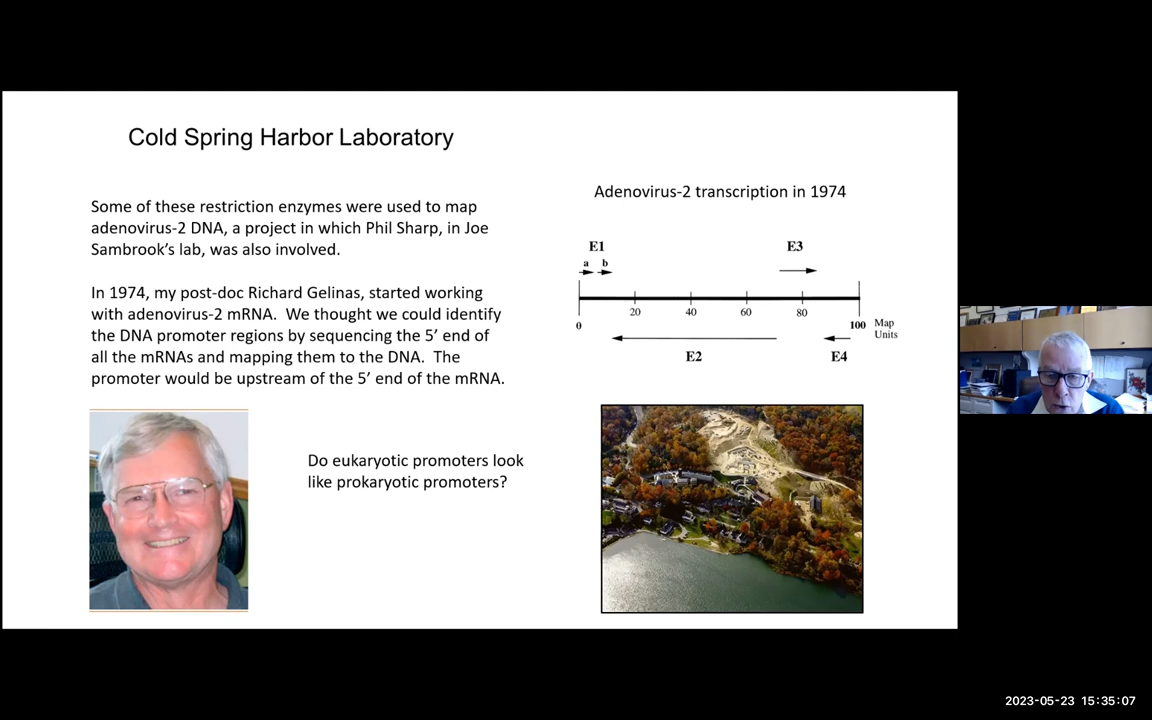 Cold Spring Harbor Laboratory
Some of these restriction enzymes were used to map
adenovirus-2 DNA, a project in which Phil Sharp, in Joe
Sambrook’s lab, was also involved.
In 1974, my post-doc Richard Gelinas, started working
with adenovirus-2 mRNA. We thought we could identify
the DNA promoter regions by sequencing the 5’ end of
all the mRNAs and mapping them to the DNA. The
promoter would be upstream of the 5’ end of the mRNA.
Do eukaryotic promoters look
like prokaryotic promoters?
Adenovirus-2 transcription in 1974
E1 E3
a b
20 40 60 80
0 100 Map
Units
E2 E4
2023-05-23 15:35:07